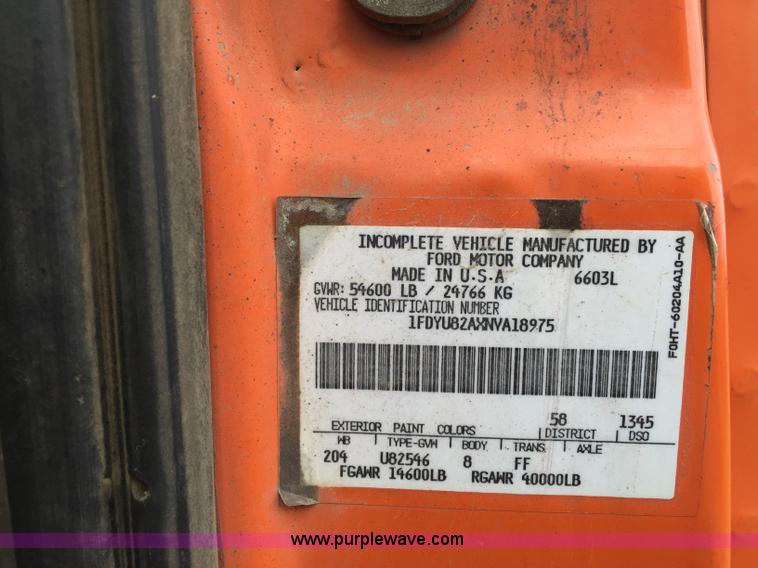 INCOMPLETE VEHICLE MANUFACTURED BY
FORD MOTOR COMPANY
MADE IN U.S.A 6603L
GVWR: 54600 LB / 24766 KG
VEHICLE IDENTIFICATION NUMBER
1FDYU82AXNVA18975
F0HT-60204A10-AA
58 1345
EXTERIOR PAINT COLORS DISTRICT DSO
WB TYPE-GVW BODY TRANS AXLE
204 U82546 8 FF
FGAWR 14600LB RGAWR 40000LB
www.purplewave.com